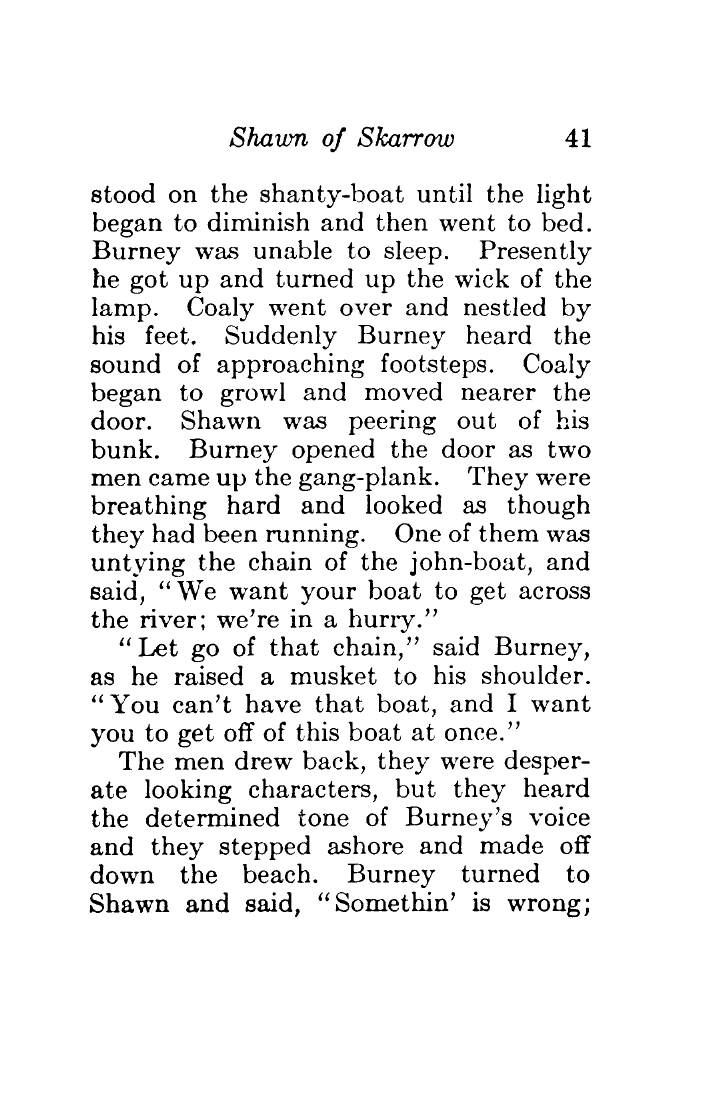 Shawn of Skarrow 41
stood on the shanty-boat until the light
began to diminish and then went to bed.
Burney was unable to sleep. Presently
he got up and turned up the wick of the
lamp. Coaly went over and nestled by
his feet. Suddenly Burney heard the
sound of approaching footsteps. Coaly
began to growl and moved nearer the
door. Shawn was peering out of his
bunk. Burney opened the door as two
men came up the gang-plank. They were
breathing hard and looked as though
they had been running. One of them was
untying the chain of the john-boat, and
said, "We want your boat to get across
the river; we're in a hurry."
"Let go of that chain," said Burney,
as he raised a musket to his shoulder.
"You can't have that boat, and I want
you to get off of this boat at once."
The men drew back, they were desper-
ate looking characters, but they heard
the determined tone of Burney's voice
and they stepped ashore and made off
down the beach. Burney turned to
Shawn and said, "Somethin' is wrong;